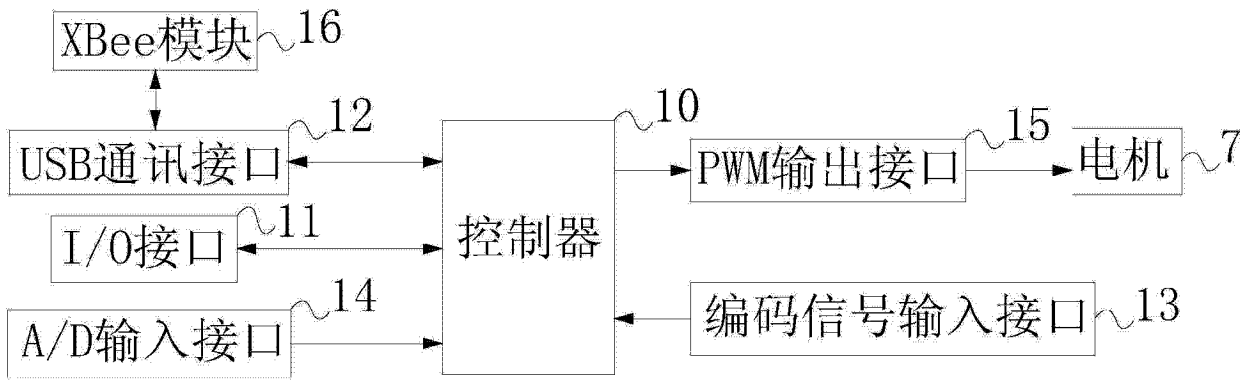 XBee模块
16
USB通讯接口
12
I/O接口
11
A/D输入接口
14
控制器
10
PWM输出接口
15
电机
7
编码信号输入接口
13